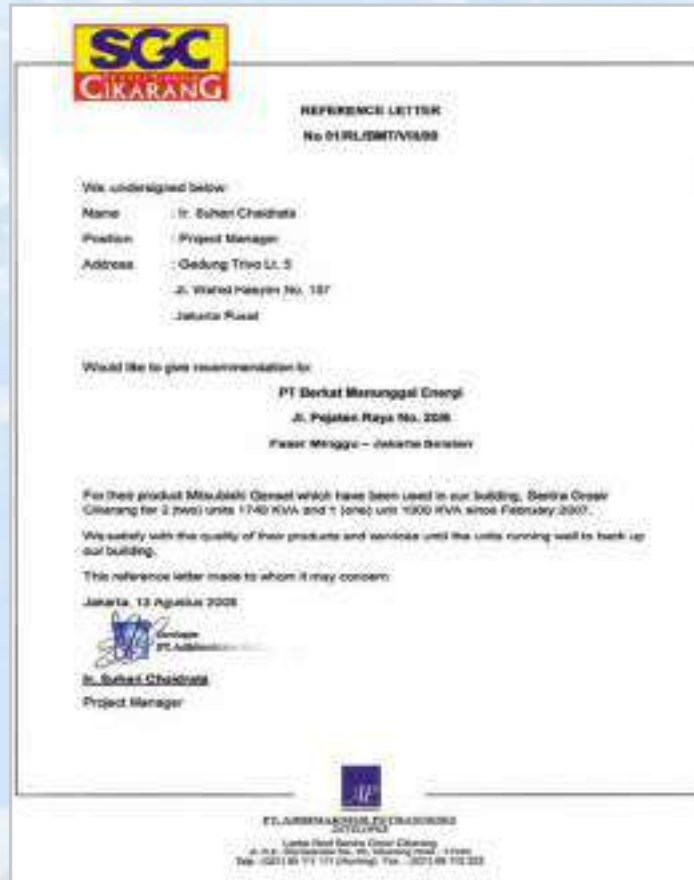 SGC
CIKARANG
REFERENCE LETTER
We undersigned below
Name : Ir. Suheri Chaidrata
Position : Project Manager
Address : Gedung Trivo Lt. 5
Jl. Wahid Hasyim No. 187
Jakarta Pusat
Would like to give recommendation to:
PT Berkat Manunggal Energi
Jl. Pejaten Raya No.
Pasar Minggu – Jakarta Selatan
For their product Mitsubishi Genset which have been used in our building, Sentra Grosir
Cikarang for 2 (two) units 1740 KVA and 1 (one) unit 1000 KVA since February 2007.
We satisfy with the quality of their products and services until the units running well to back up
our building.
This reference letter made to whom it may concern
Jakarta, 13 Agustus
Ir. Suheri Chaidrata
Project Manager
DEVELOPER